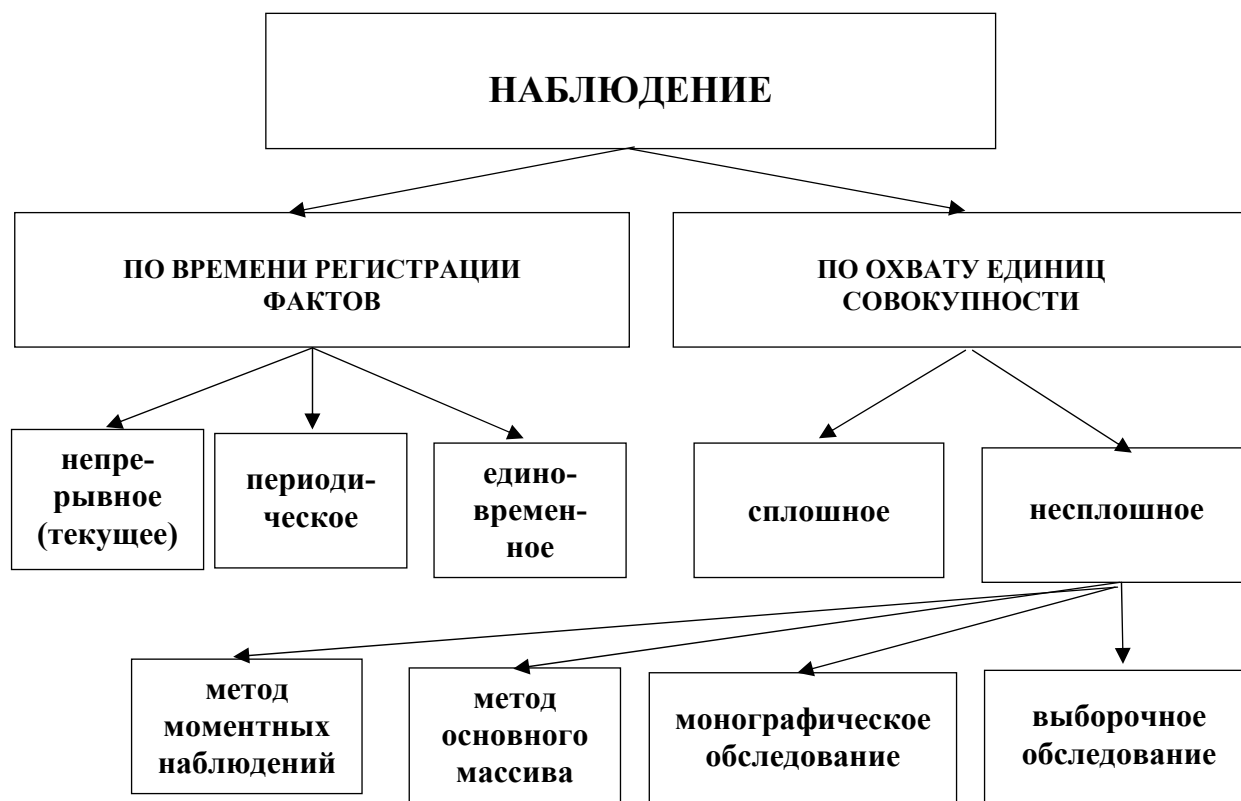 НАБЛЮДЕНИЕ
ПО ВРЕМЕНИ РЕГИСТРАЦИИ
ФАКТОВ
ПО ОХВАТУ ЕДИНИЦ
СОВОКУПНОСТИ
непре-
рывное
(текущее)
периоди-
ческое
едино-
времен-
ное
сплошное
несплошное
метод
моментных
наблюдений
метод
основного
массива
монографическое
обследование
выборочное
обследование